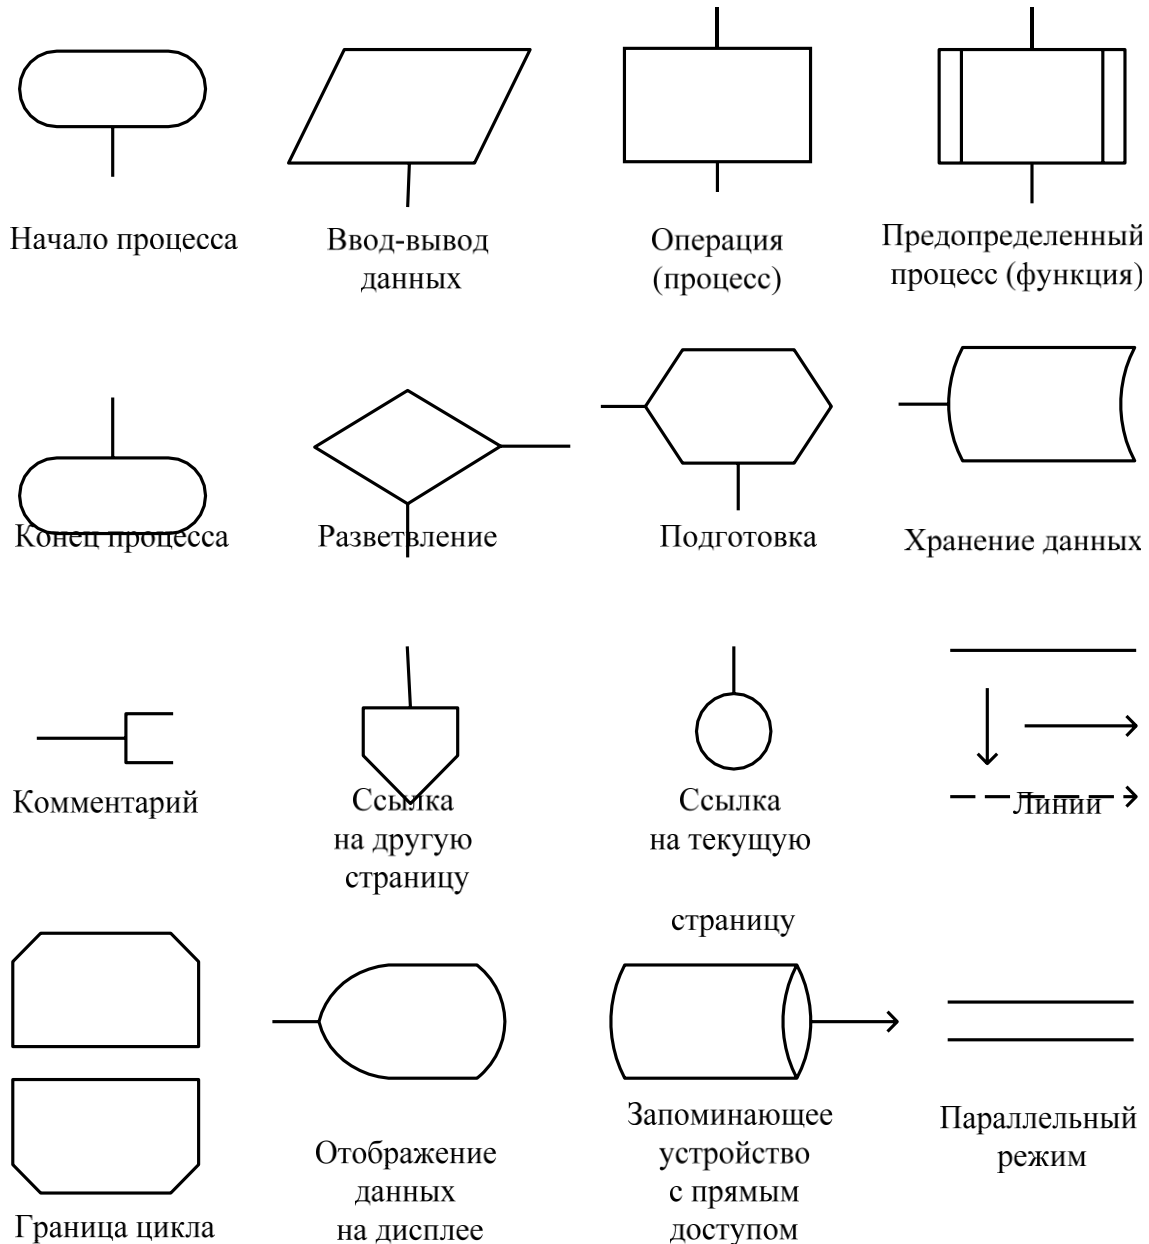 Начало процесса
Ввод-вывод
данных
Операция
(процесс)
Предопределенный
процесс (функция)
Конец процесса
Разветвление
Подготовка
Хранение данных
Комментарий
Ссылка
на другую
страницу
Ссылка
на текущую
страницу
Линии
Граница цикла
Отображение
данных
на дисплее
Запоминающее
устройство
с прямым
доступом
Параллельный
режим